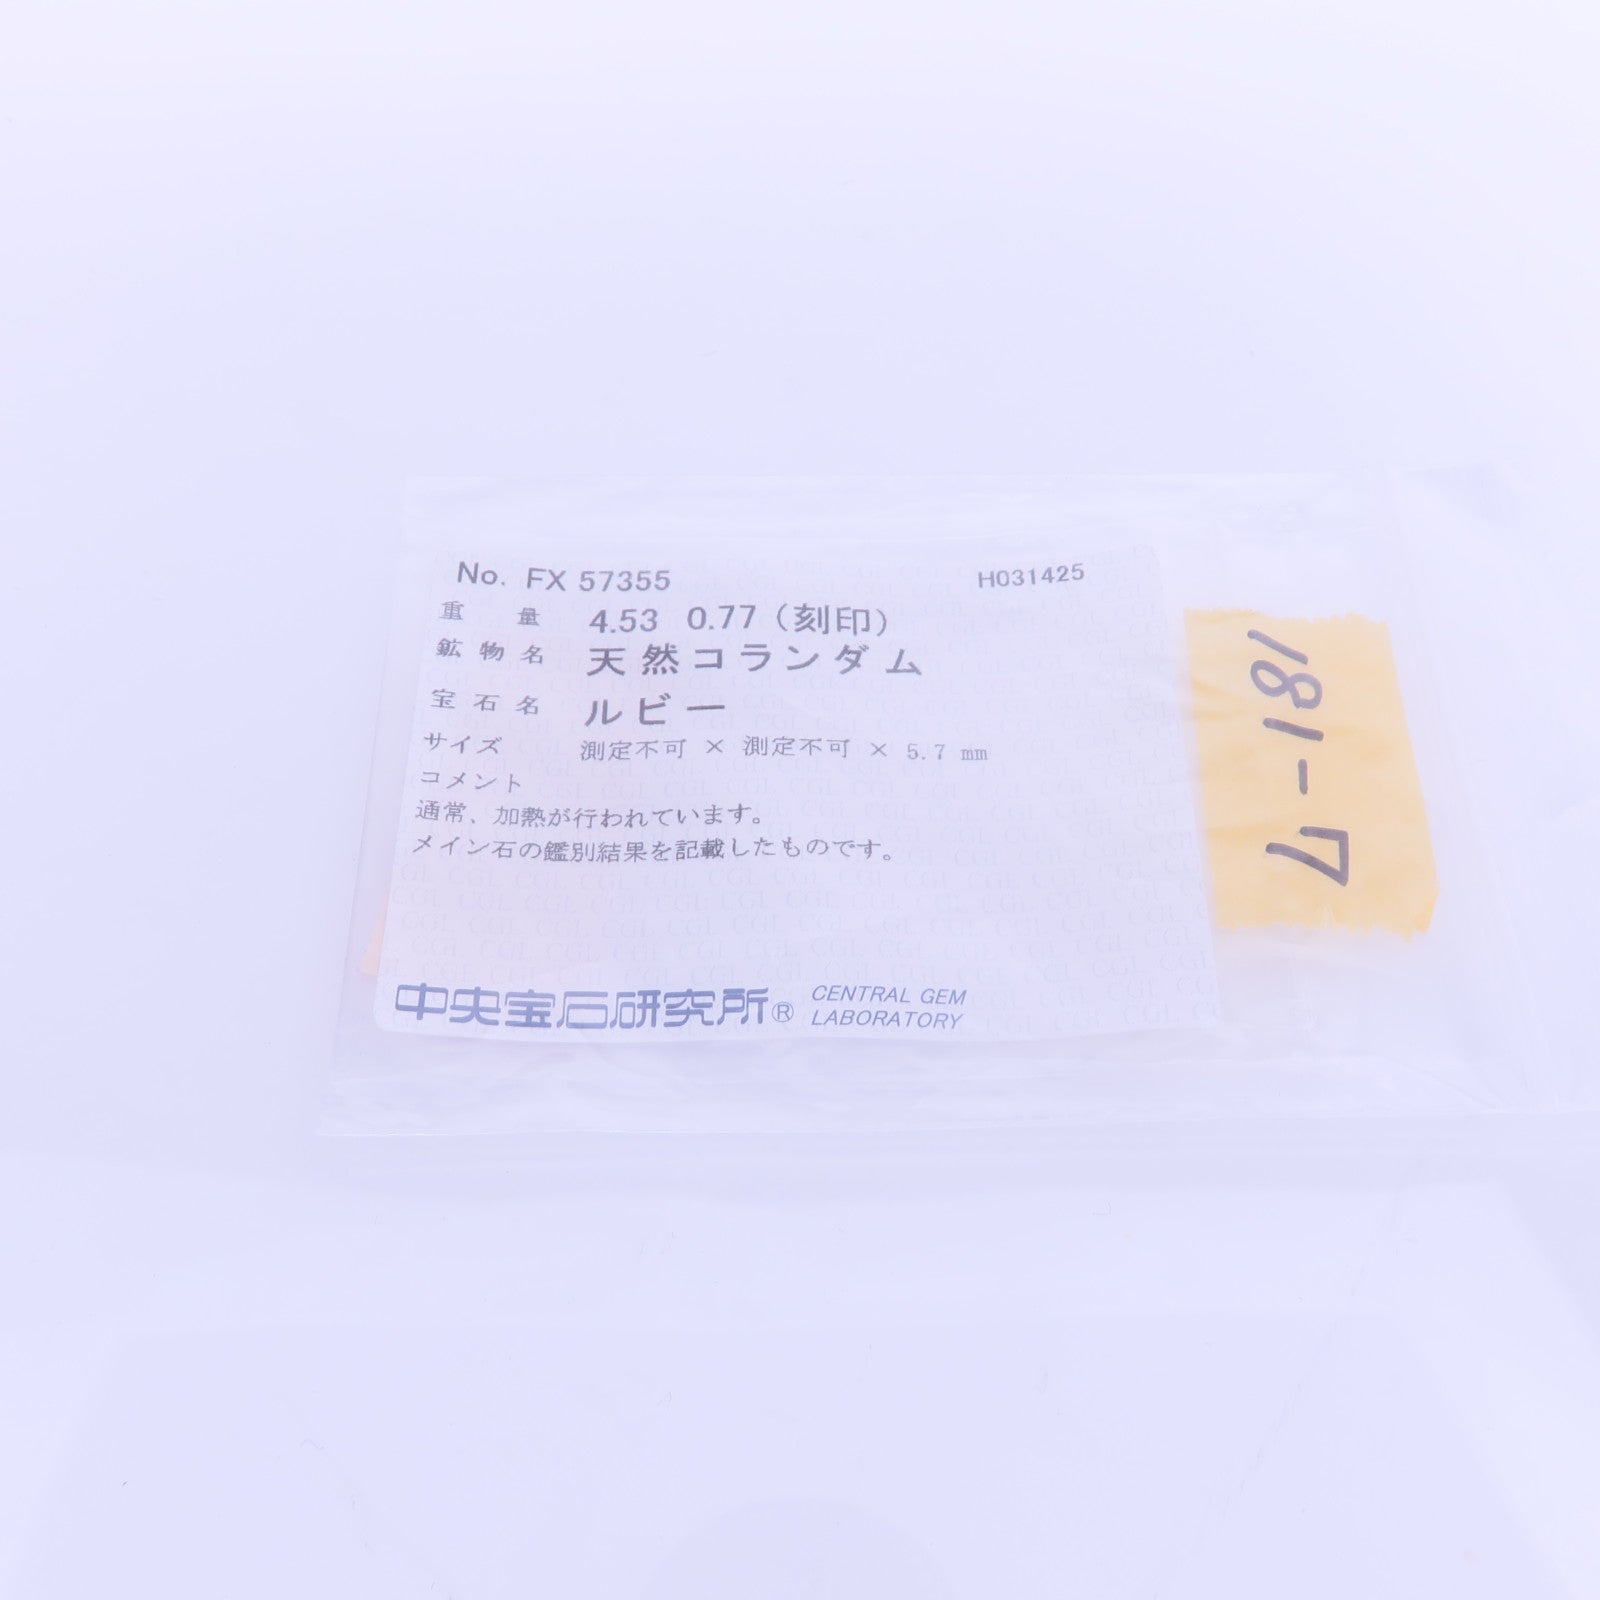 No. FX 57355 H031425
重量 4.53 0.77(刻印)
鉱物名 天然コランダム
宝石名 ルビー
サイズ 測定不可 × 測定不可 × 5.7 mm
コメント
通常、加熱が行われています。
メイン石の鑑別結果を記載したものです。
中央宝石研究所® CENTRAL GEM
LABORATORY
181-7